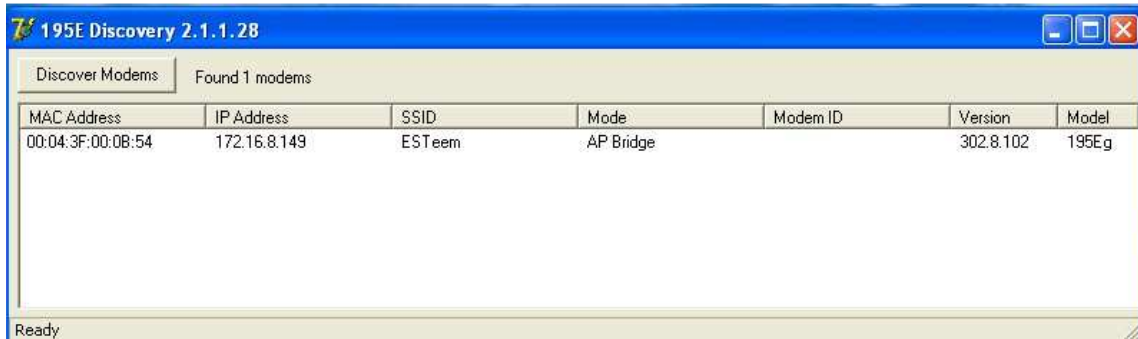 195E Discovery 2.1.1.28
Discover Modems Found 1 modems
MAC Address IP Address SSID Mode Modem ID Version Model
00:04:3F:00:0B:54 172.16.8.149 ESTeem AP Bridge 302.8.102 195Eg
Ready